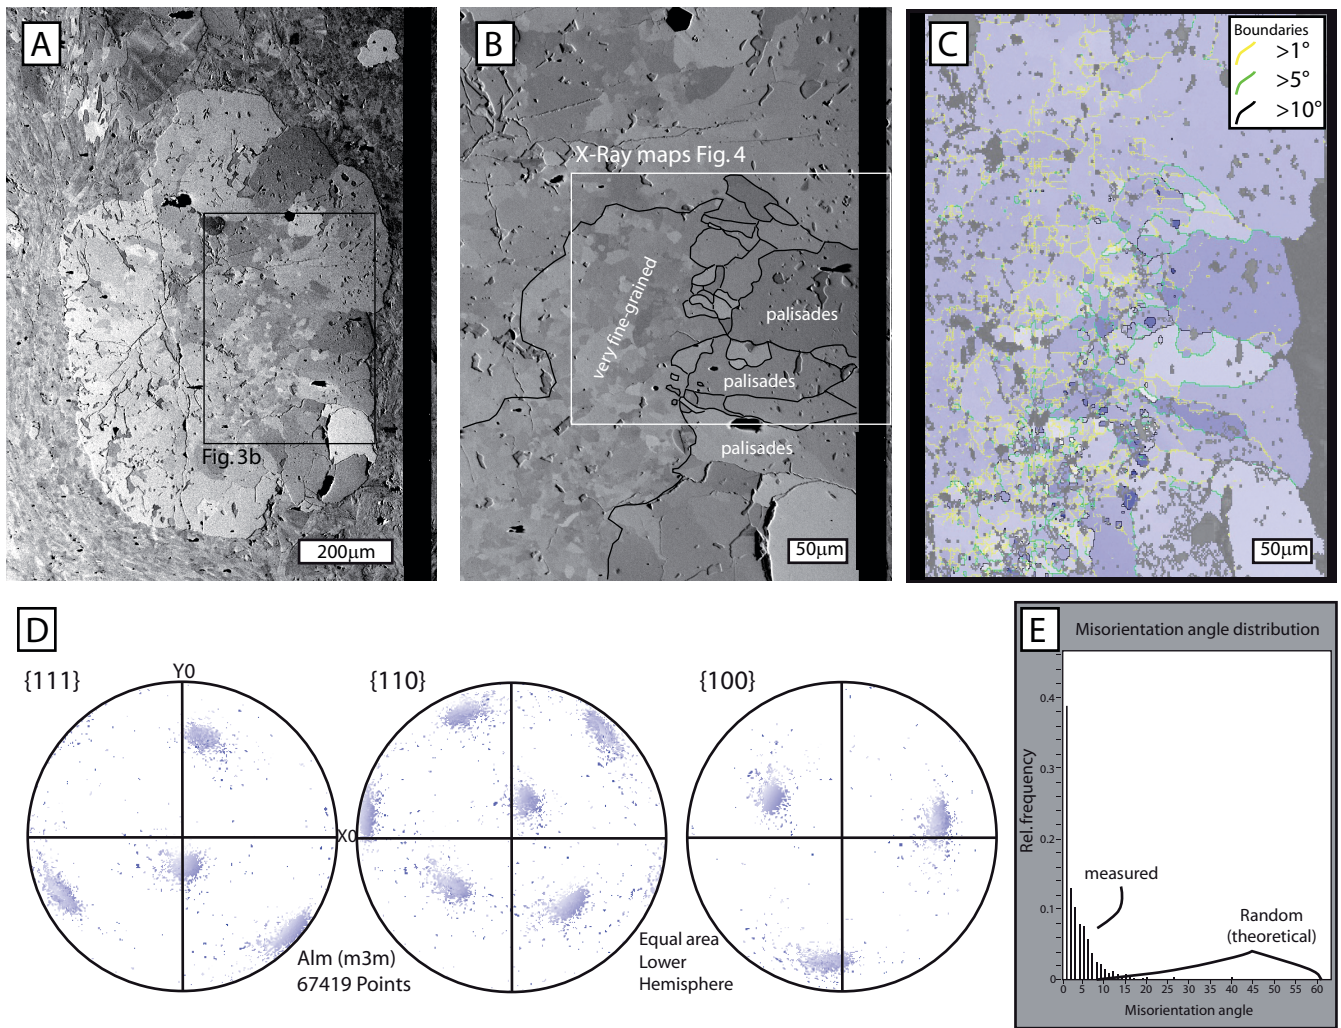 A
Fig. 3b
200µm
B
X-Ray maps Fig. 4
very fine-grained
palisades
palisades
palisades
50µm
C
Boundaries
>1°
>5°
>10°
50µm
D
{111}
Y0
{110}
{100}
X0
Alm (m3m)
67419 Points
Equal area
Lower
Hemisphere
E
Misorientation angle distribution
Rel. frequency
0.4
0.3
0.2
0.1
0
measured
Random
(theoretical)
0 5 10 15 20 25 30 35 40 45 50 55 60
Misorientation angle